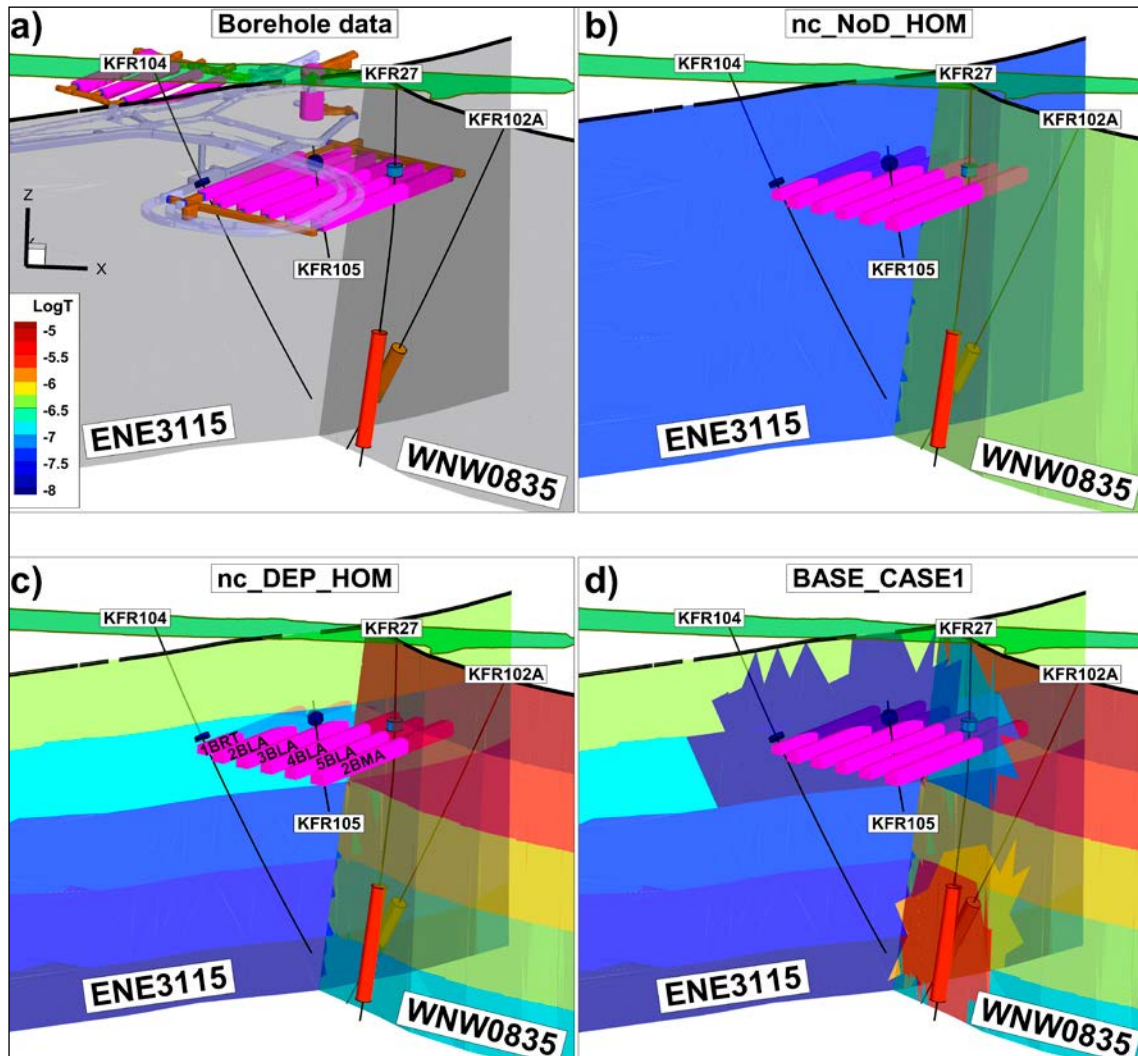 a)
Borehole data
KFR104
KFR27
KFR102A
Z
X
KFR105
LogT
-5
-5.5
-6
-6.5
-7
-7.5
-8
ENE3115
WNW0835
b)
nc_NoD_HOM
KFR104
KFR27
KFR102A
KFR105
ENE3115
WNW0835
c)
nc_DEP_HOM
KFR104
KFR27
KFR102A
1BRT
2BLA
3BLA
4BLA
5BLA
2BMA
KFR105
ENE3115
WNW0835
d)
BASE_CASE1
KFR104
KFR27
KFR102A
KFR105
ENE3115
WNW0835